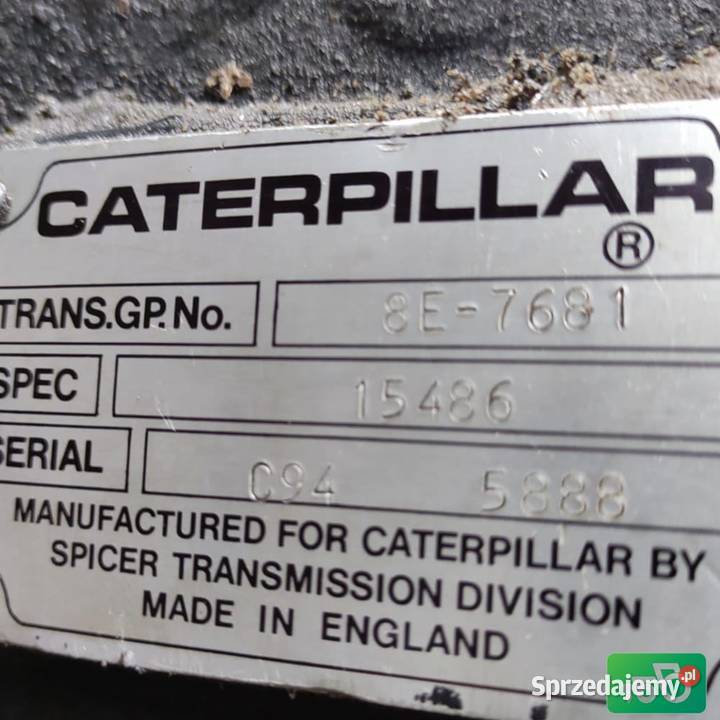 CATERPILLAR
®
TRANS.GP.No. 8E-7681
SPEC 15486
SERIAL C94 5888
MANUFACTURED FOR CATERPILLAR BY
SPICER TRANSMISSION DIVISION
MADE IN ENGLAND
Sprzedajemy.pl